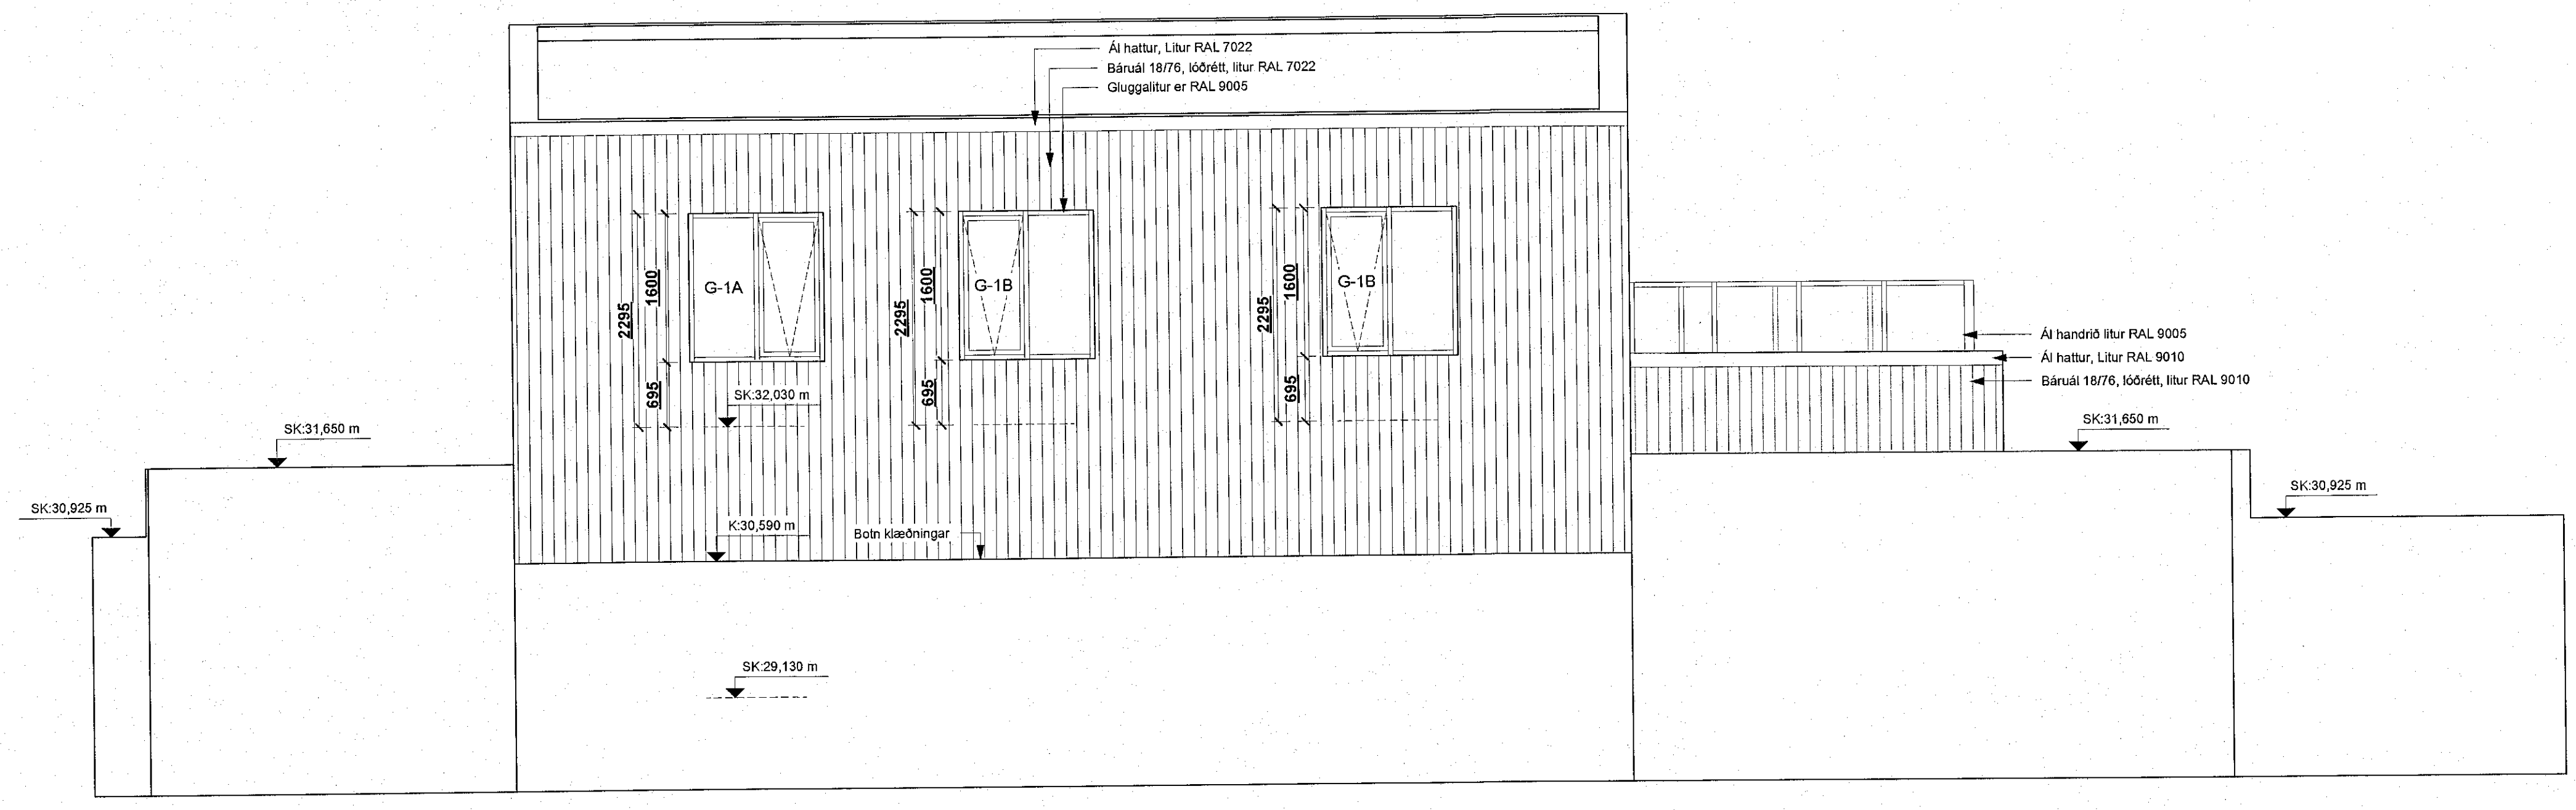 Ál hattur, Litur RAL 7022
Báruál 18/76, lóðrétt, litur RAL 7022
Gluggalitur er RAL 9005
G-1A
1600
2295
695
G-1B
1600
2295
695
G-1B
1600
2295
695
Ál handrið litur RAL 9005
Ál hattur, Litur RAL 9010
Báruál 18/76, lóðrétt, litur RAL 9010
SK:32,030 m
SK:31,650 m
SK:31,650 m
SK:30,925 m
SK:30,925 m
K:30,590 m
Botn klæðningar
SK:29,130 m